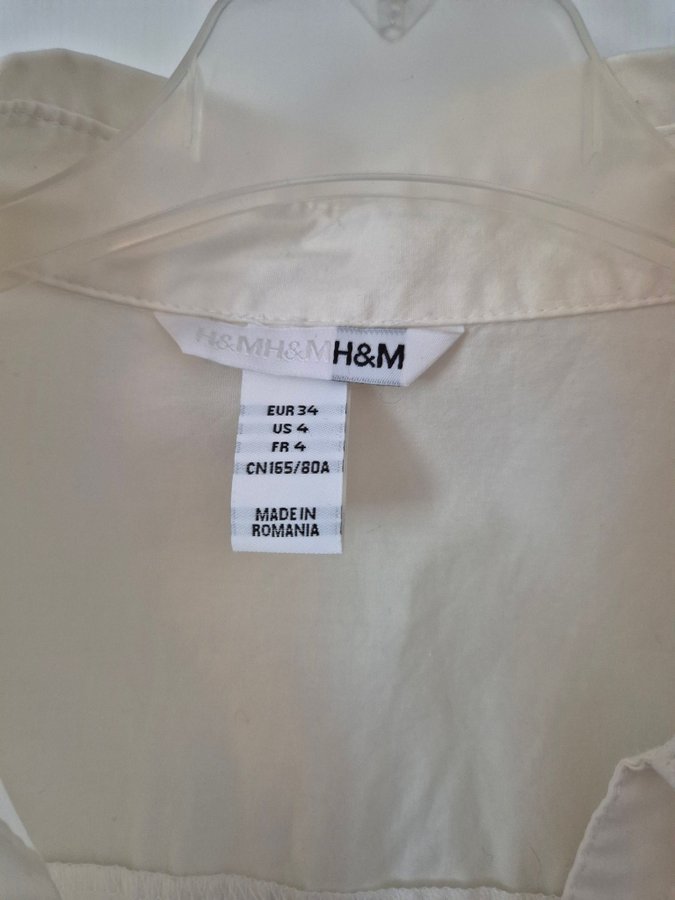 H&MH&MH&M
EUR 34
US 4
FR 4
CN165/80A
MADE IN
ROMANIA